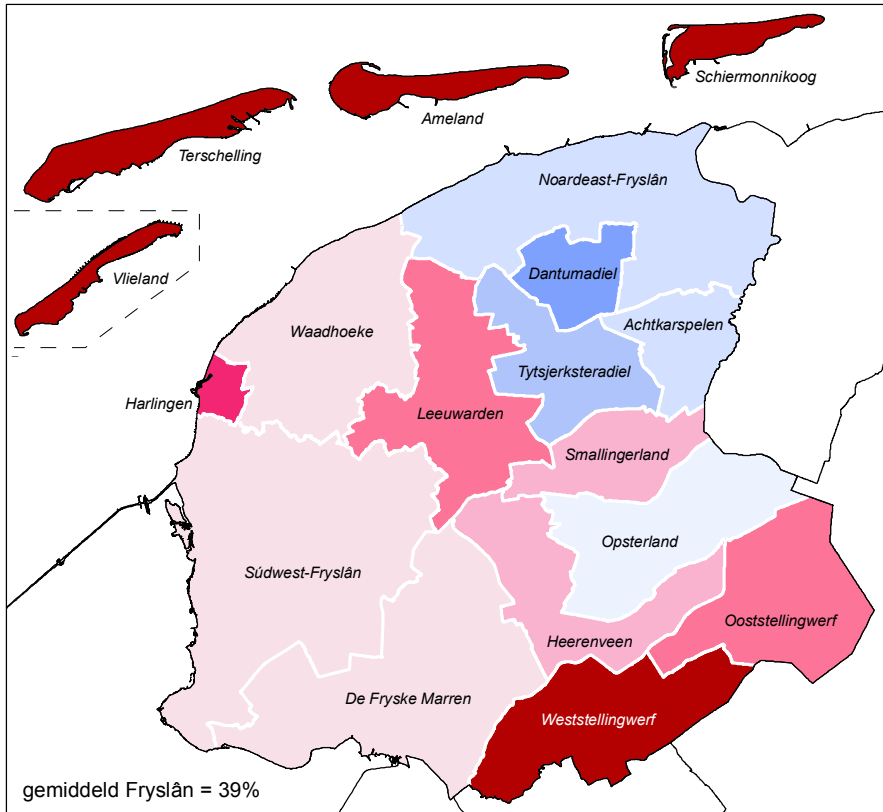 Schiermonnikoog
Ameland
Terschelling
Noardeast-Fryslân
Dantumadiel
Vlieland
Achtkarspelen
Waadhoeke
Tytsjerksteradiel
Harlingen
Leeuwarden
Smallingerland
Opsterland
Súdwest-Fryslân
Ooststellingwerf
Heerenveen
De Fryske Marren
Weststellingwerf
gemiddeld Fryslân = 39%